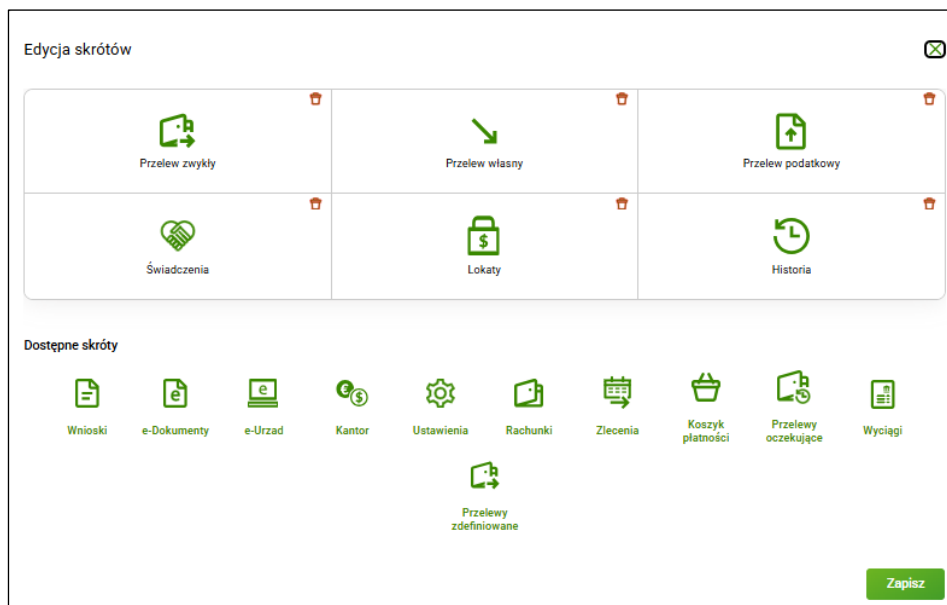 Edycja skrótów
Przelew zwykły
Przelew własny
Przelew podatkowy
Świadczenia
Lokaty
Historia
Dostępne skróty
Wnioski
e-Dokumenty
e-Urzad
Kantor
Ustawienia
Rachunki
Zlecenia
Koszyk
płatności
Przelewy
oczekujące
Wyciągi
Przelewy
zdefiniowane
Zapisz